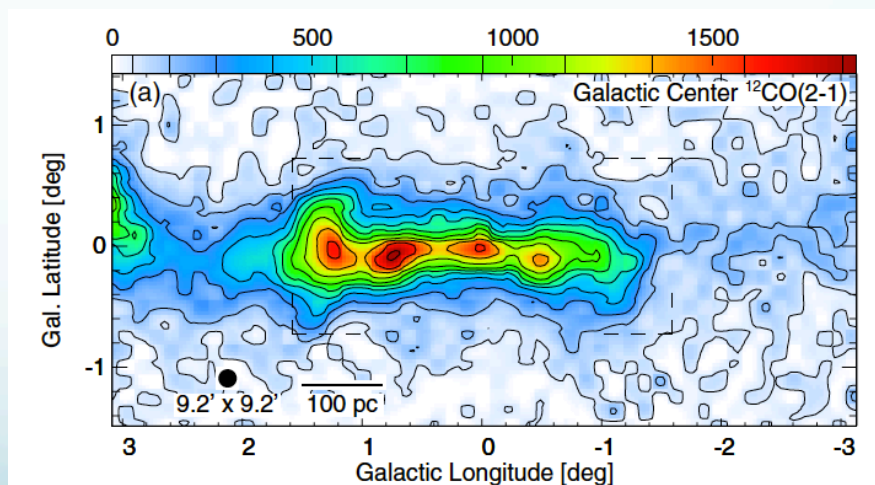 0 500 1000 1500
(a) Galactic Center ¹²CO(2-1)
1
0
-1
Gal. Latitude [deg]
9.2' x 9.2' 100 pc
3 2 1 0 -1 -2 -3
Galactic Longitude [deg]